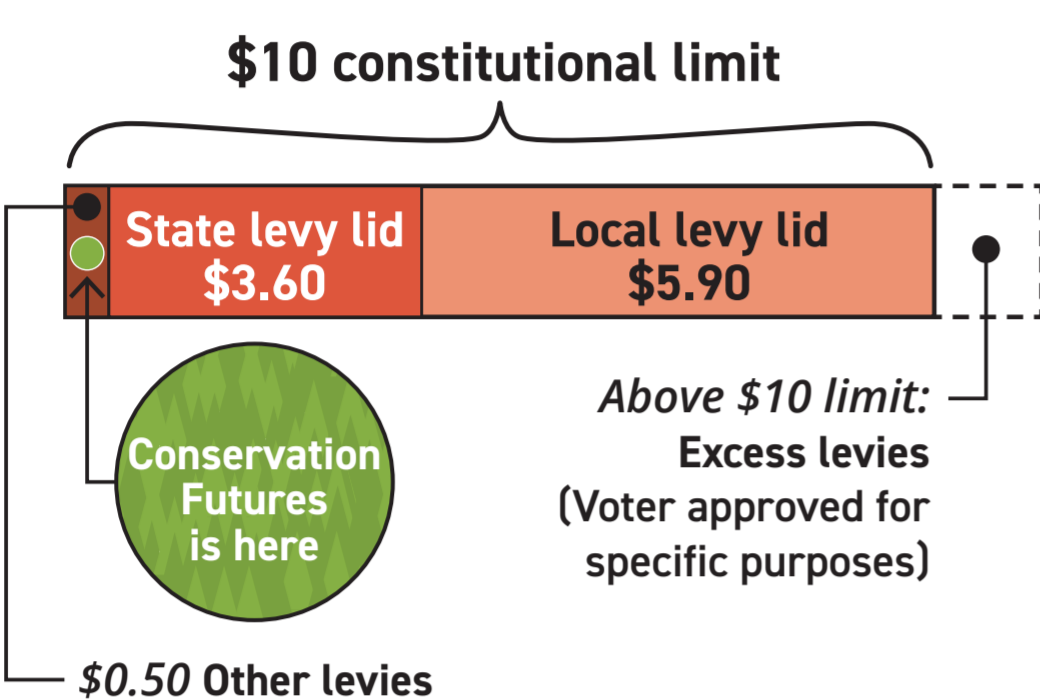 $10 constitutional limit
State levy lid
$3.60
Local levy lid
$5.90
Conservation
Futures
is here
Above $10 limit:
Excess levies
(Voter approved for
specific purposes)
$0.50 Other levies